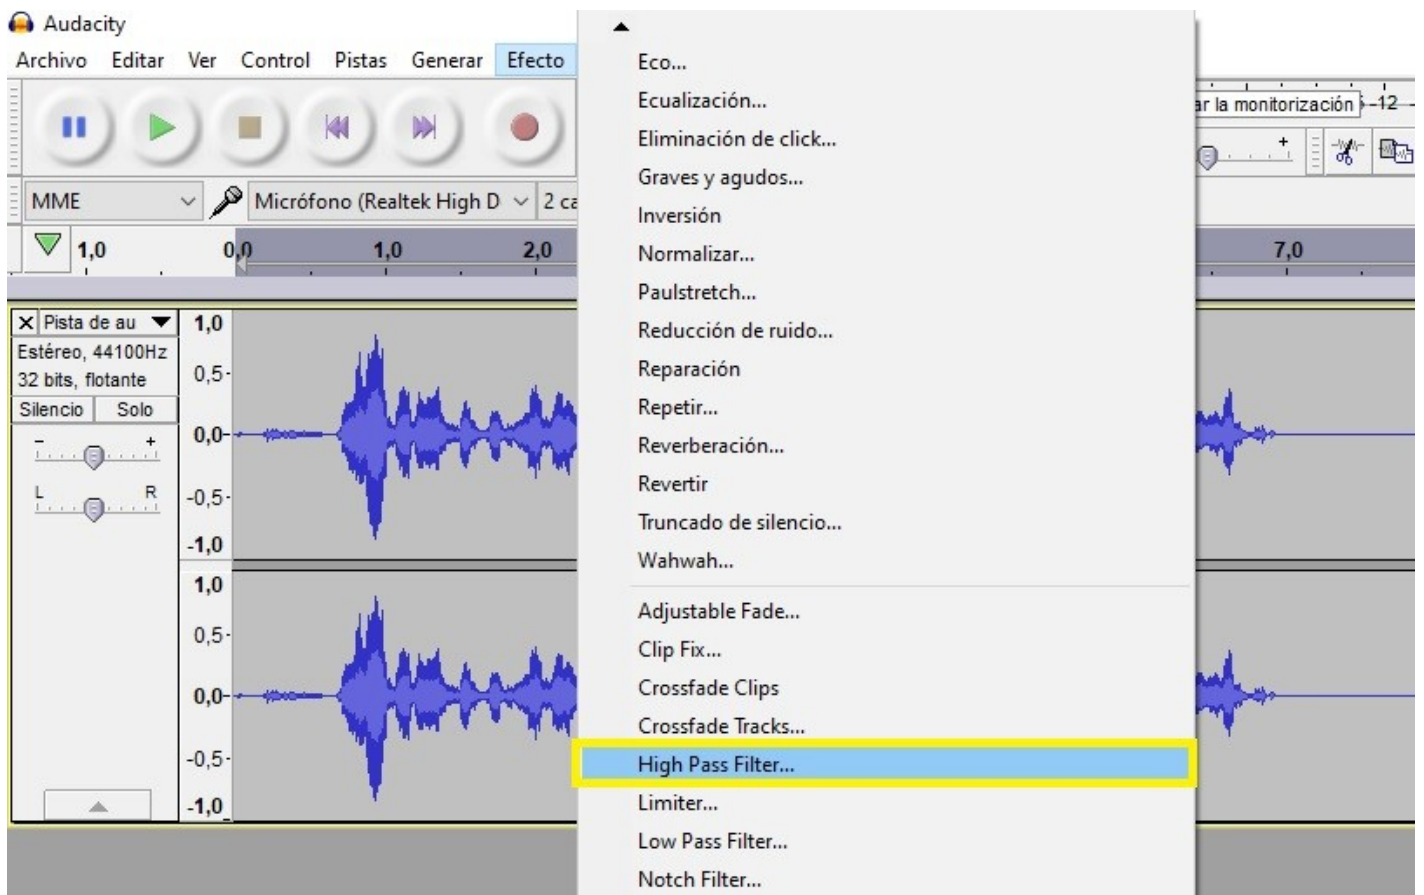 Audacity
Archivo Editar Ver Control Pistas Generar Efecto
MME
Micrófono (Realtek High D
2 ca
1,0 0,0 1,0 2,0 7,0
Pista de au
Estéreo, 44100Hz
32 bits, flotante
Silencio Solo
- +
L R
1,0
0,5
0,0
-0,5
-1,0
1,0
0,5
0,0
-0,5
-1,0
Eco...
Ecualización...
Eliminación de click...
Graves y agudos...
Inversión
Normalizar...
Paulstretch...
Reducción de ruido...
Reparación
Repetir...
Reverberación...
Revertir
Truncado de silencio...
Wahwah...
Adjustable Fade...
Clip Fix...
Crossfade Clips
Crossfade Tracks...
High Pass Filter...
Limiter...
Low Pass Filter...
Notch Filter...
ar la monitorización
-12
+